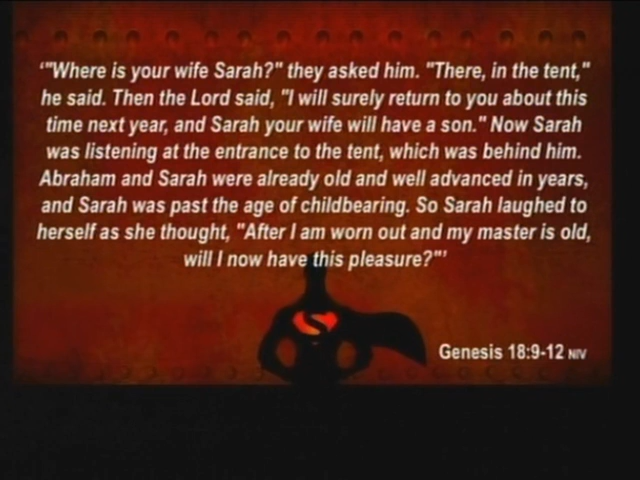 ‘"Where is your wife Sarah?" they asked him. "There, in the tent,"
he said. Then the Lord said, "I will surely return to you about this
time next year, and Sarah your wife will have a son." Now Sarah
was listening at the entrance to the tent, which was behind him.
Abraham and Sarah were already old and well advanced in years,
and Sarah was past the age of childbearing. So Sarah laughed to
herself as she thought, "After I am worn out and my master is old,
will I now have this pleasure?"’
S
Genesis 18:9-12 NIV